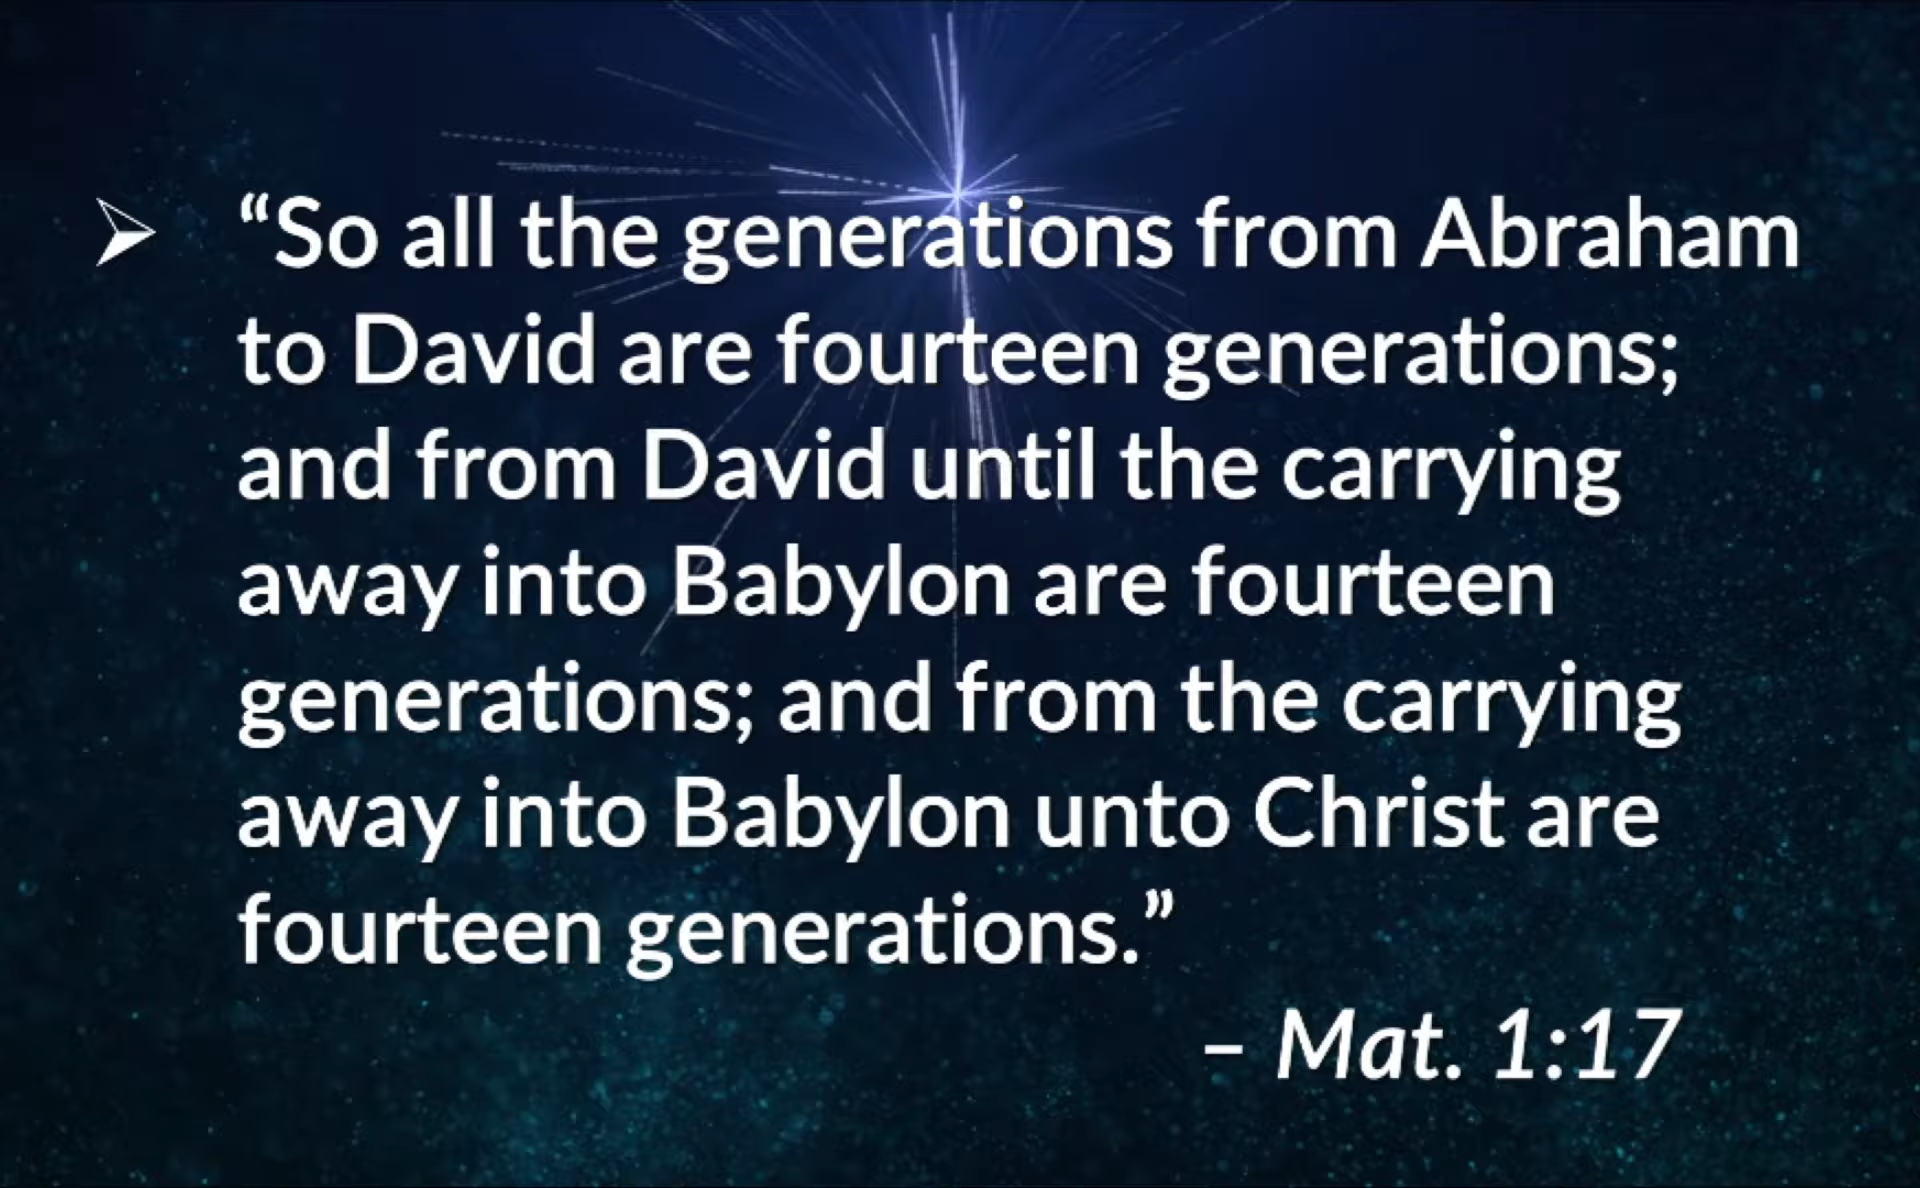 “So all the generations from Abraham
to David are fourteen generations;
and from David until the carrying
away into Babylon are fourteen
generations; and from the carrying
away into Babylon unto Christ are
fourteen generations.”
– Mat. 1:17